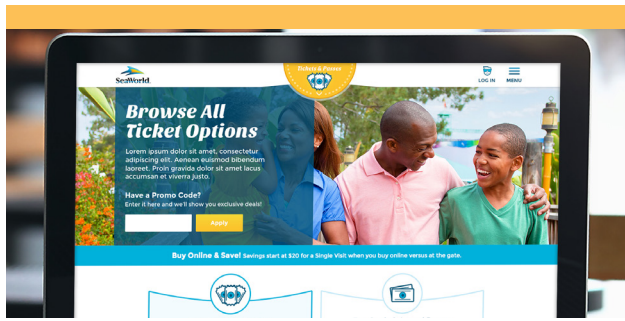 SeaWorld.
Tickets & Promos
LOG IN
MENU
Browse All
Ticket Options
Lorem ipsum dolor sit amet, consectetur
adipiscing elit. Aenean euismod bibendum
laoreet. Proin gravida dolor sit amet lacus
accumsan et viverra justo.
Have a Promo Code?
Enter it here and we'll show you exclusive deals!
Apply
Buy Online & Save! Savings start at $20 for a Single Visit when you buy online versus at the gate.